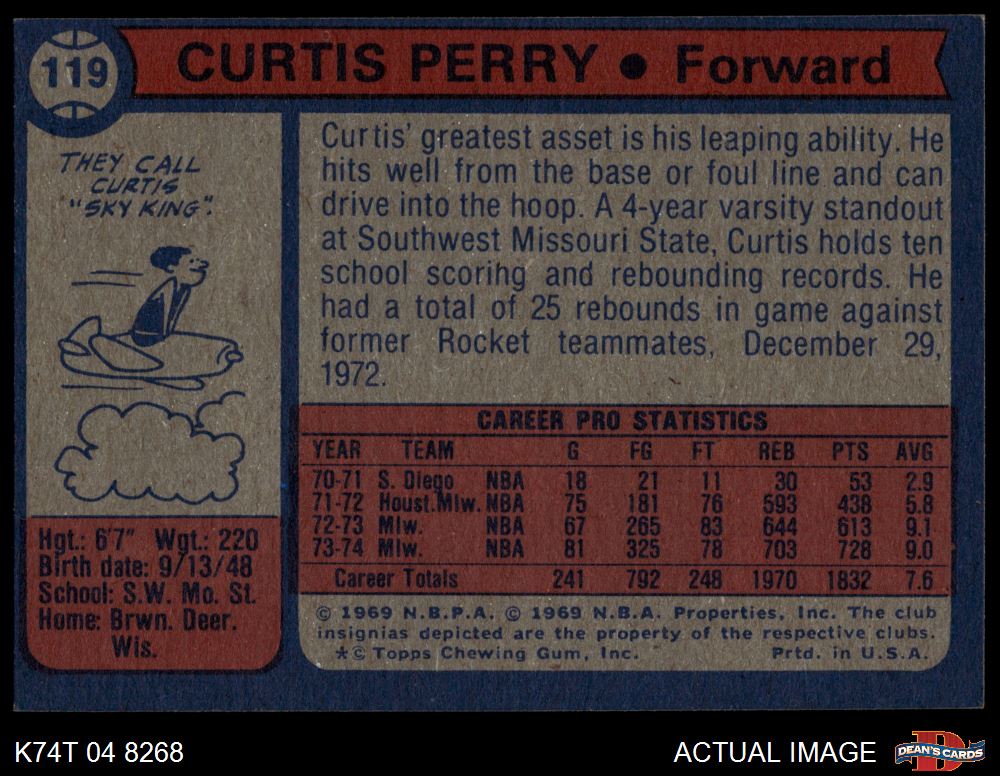 119
CURTIS PERRY • Forward
THEY CALL
CURTIS
"SKY KING".
Curtis' greatest asset is his leaping ability. He
hits well from the base or foul line and can
drive into the hoop. A 4-year varsity standout
at Southwest Missouri State, Curtis holds ten
school scoring and rebounding records. He
had a total of 25 rebounds in game against
former Rocket teammates, December 29,
1972.
CAREER PRO STATISTICS
YEAR TEAM G FG FT REB PTS AVG
70-71 S. Diego NBA 18 21 11 30 53 2.9
71-72 Houst.Mlw. NBA 75 181 76 593 438 5.8
72-73 Mlw. NBA 67 265 83 644 613 9.1
73-74 Mlw. NBA 81 325 78 703 728 9.0
Career Totals 241 792 248 1970 1832 7.6
Hgt.: 6'7" Wgt.: 220
Birth date: 9/13/48
School: S.W. Mo. St.
Home: Brwn. Deer.
Wis.
© 1969 N.B.P.A. © 1969 N.B.A. Properties, Inc. The club
insignias depicted are the property of the respective clubs.
*© Topps Chewing Gum, Inc. Prtd. in U.S.A.
K74T 04 8268
ACTUAL IMAGE
D
DEAN'S CARDS